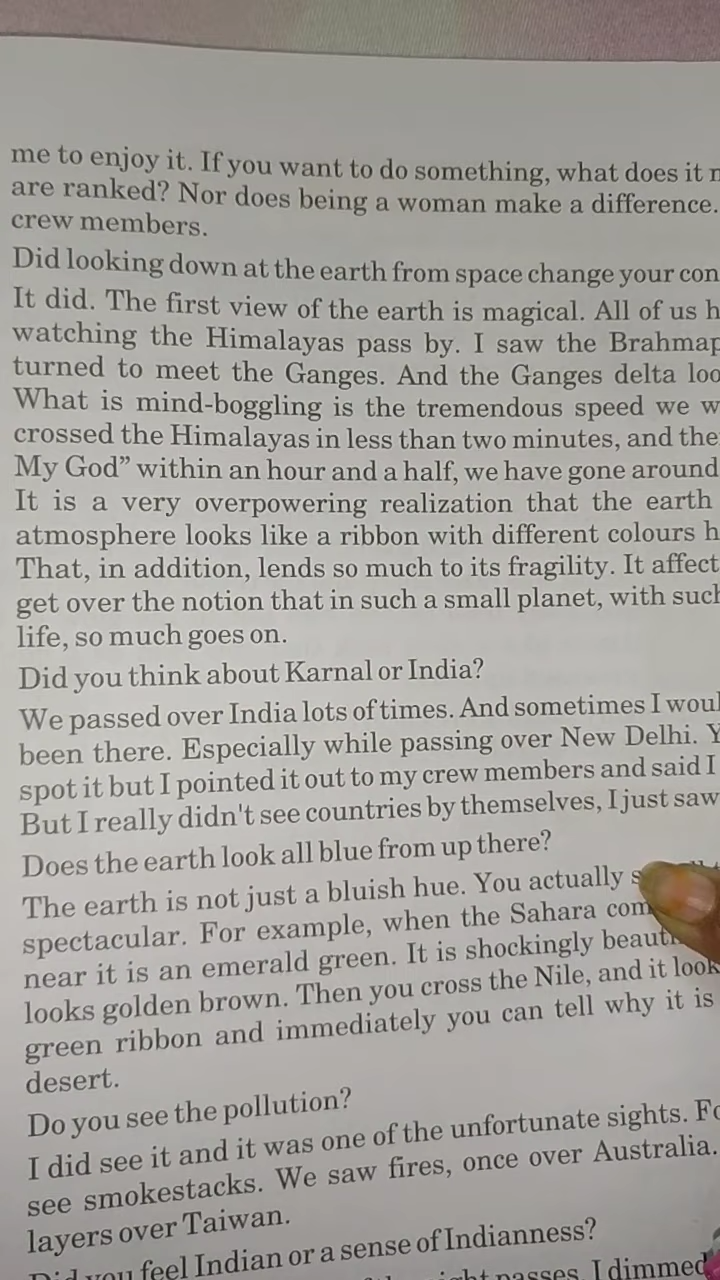 me to enjoy it. If you want to do something, what does it
are ranked? Nor does being a woman make a difference.
crew members.
Did looking down at the earth from space change your
It did. The first view of the earth is magical. All of us
watching the Himalayas pass by. I saw the
turned to meet the Ganges. And the Ganges delta
What is mind-boggling is the tremendous speed we
crossed the Himalayas in less than two minutes, and
My God" within an hour and a half, we have gone around
It is a very overpowering realization that the earth
atmosphere looks like a ribbon with different colours
That, in addition, lends so much to its fragility. It
get over the notion that in such a small planet, with
life, so much goes on.
Did you think about Karnal or India?
We passed over India lots of times. And sometimes I
been there. Especially while passing over New Delhi.
spot it but I pointed it out to my crew members and said I
But I really didn't see countries by themselves, I just saw
Does the earth look all blue from up there?
The earth is not just a bluish hue. You actually
spectacular. For example, when the Sahara
near it is an emerald green. It is shockingly
looks golden brown. Then you cross the Nile, and it
green ribbon and immediately you can tell why it is
desert.
Do you see the pollution?
I did see it and it was one of the unfortunate sights.
see smokestacks. We saw fires, once over Australia.
layers over Taiwan.
you feel Indian or a sense of Indianness?
passes, I dimmed